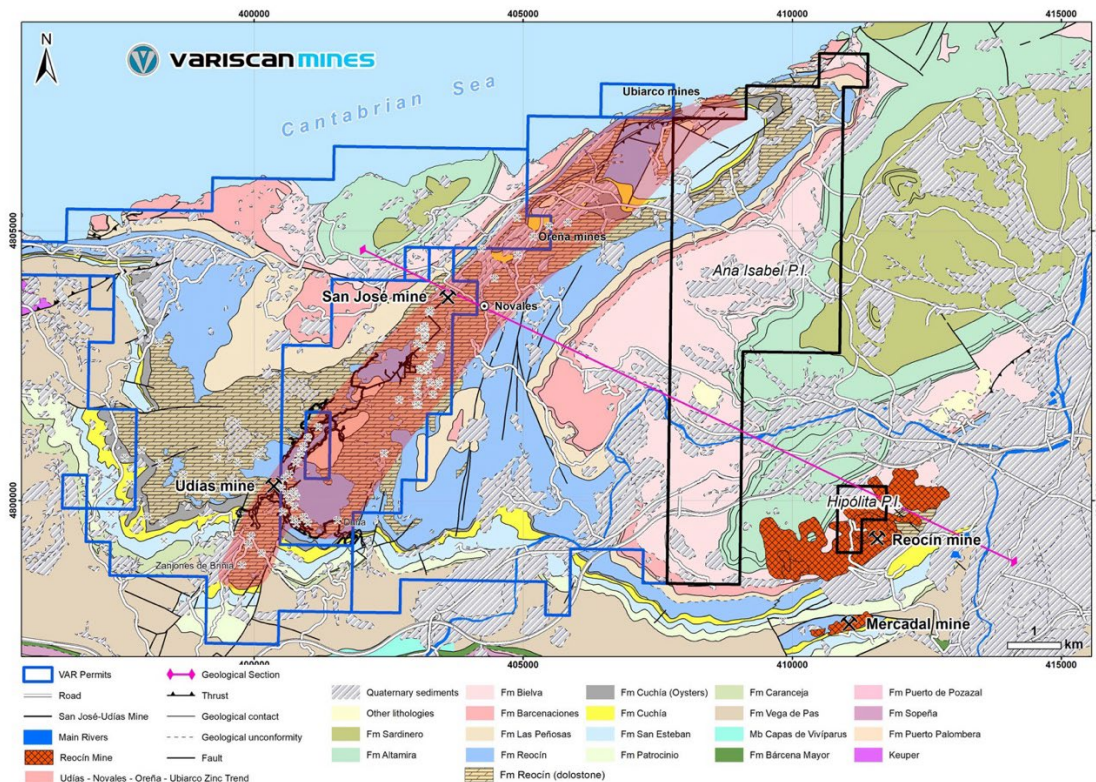 400000
405000
410000
415000
N
VARISCAN MINES
Cantabrian Sea
Ubiarco mines
4805000
4805000
Oreña mines
Ana Isabel P.I.
San José mine
Novales
Udías mine
4800000
4800000
Hipólita P.I.
Reocín mine
Zanjones de Brinia
Mercadal mine
1
km
400000
405000
410000
415000
VAR Permits
Road
San José-Udías Mine
Main Rivers
Reocín Mine
Udías - Novales - Oreña - Ubiarco Zinc Trend
Geological Section
Thrust
Geological contact
Geological unconformity
Fault
Quaternary sediments
Other lithologies
Fm Sardinero
Fm Altamira
Fm Bielva
Fm Barcenaciones
Fm Las Peñosas
Fm Reocín
Fm Reocín (dolostone)
Fm Cuchía (Oysters)
Fm Cuchía
Fm San Esteban
Fm Patrocinio
Fm Caranceja
Fm Vega de Pas
Mb Capas de Vivíparus
Fm Bárcena Mayor
Fm Puerto de Pozazal
Fm Sopeña
Fm Puerto Palombera
Keuper